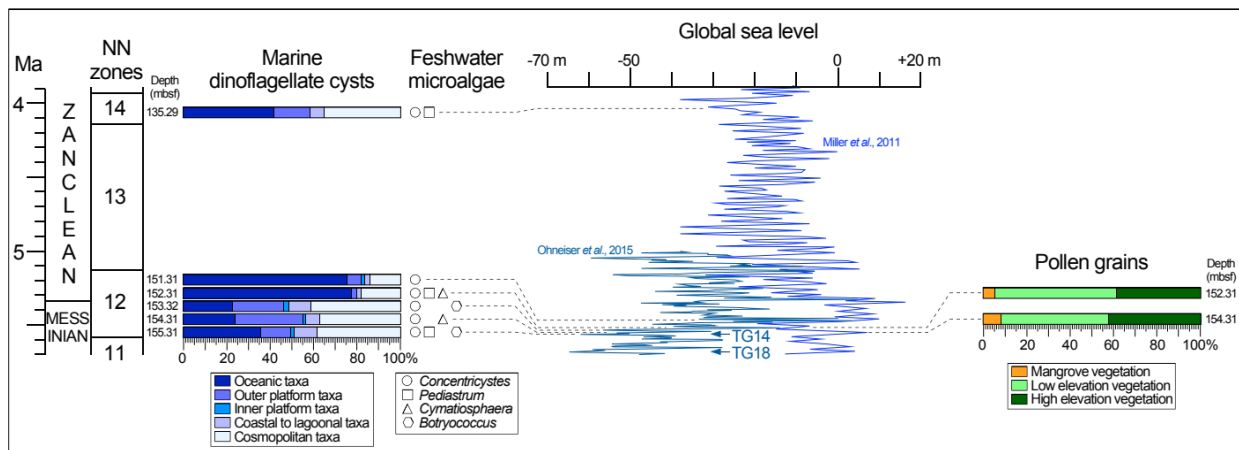 Global sea level
Ma
NN
zones
Depth
(mbsf)
Marine
dinoflagellate cysts
Feshwater
microalgae
-70 m
-50
0
+20 m
4
5
Z
A
N
C
L
E
A
N
MESS
INIAN
14
13
12
11
135.29
151.31
152.31
153.32
154.31
155.31
0
20
40
60
80
100%
Miller et al., 2011
Ohneiser et al., 2015
TG14
TG18
Pollen grains
Depth
(mbsf)
152.31
154.31
0
20
40
60
80
100%
Oceanic taxa
Outer platform taxa
Inner platform taxa
Coastal to lagoonal taxa
Cosmopolitan taxa
Concentricystes
Pediastrum
Cymatiosphaera
Botryococcus
Mangrove vegetation
Low elevation vegetation
High elevation vegetation